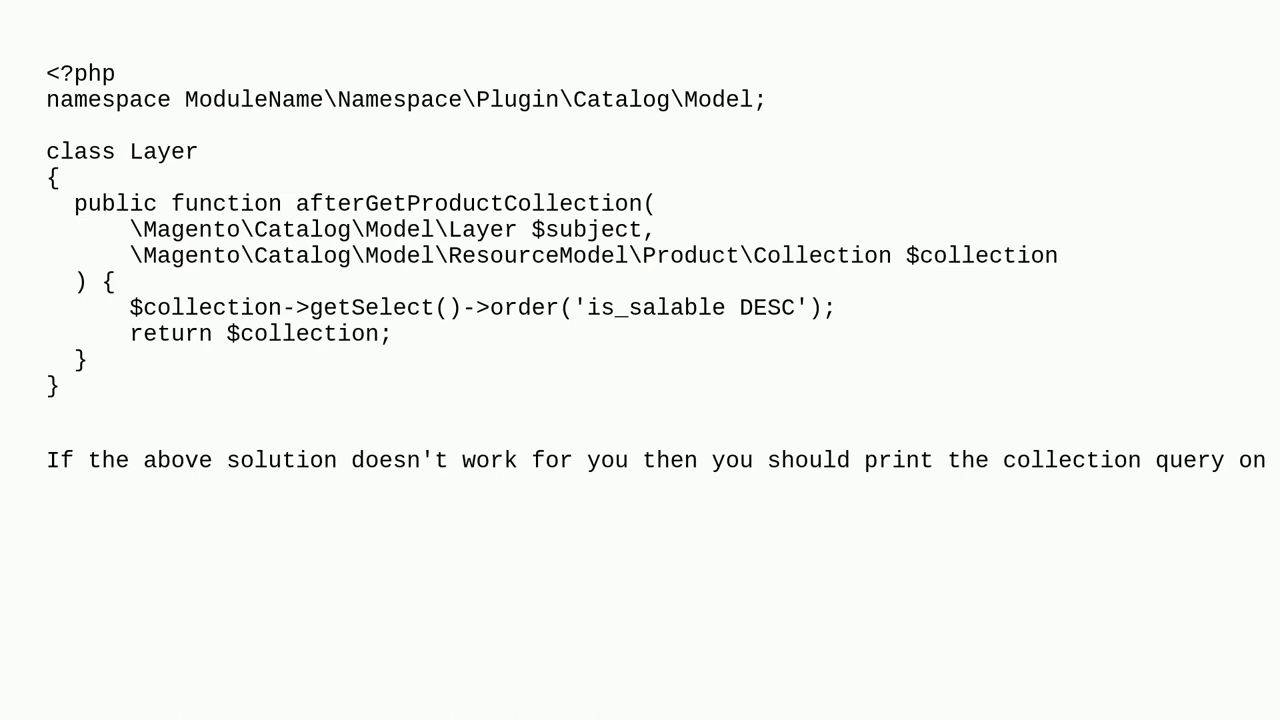 <?php
namespace ModuleName\Namespace\Plugin\Catalog\Model;
class Layer
{
  public function afterGetProductCollection(
      \Magento\Catalog\Model\Layer $subject,
      \Magento\Catalog\Model\ResourceModel\Product\Collection $collection
  ) {
      $collection->getSelect()->order('is_salable DESC');
      return $collection;
  }
}
If the above solution doesn't work for you then you should print the collection query on